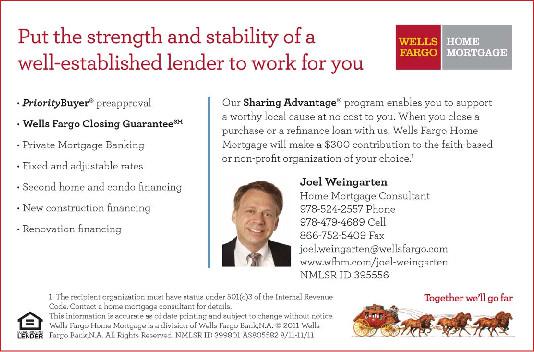 Put the strength and stability of a
well-established lender to work for you
WELLS FARGO
HOME MORTGAGE
• PriorityBuyer® preapproval
• Wells Fargo Closing Guarantee℠
• Private Mortgage Banking
• Fixed and adjustable rates
• Second home and condo financing
• New construction financing
• Renovation financing
Our Sharing Advantage® program enables you to support
a worthy local cause at no cost to you. When you close a
purchase or a refinance loan with us, Wells Fargo Home
Mortgage will make a $300 contribution to the faith-based
or non-profit organization of your choice.¹
Joel Weingarten
Home Mortgage Consultant
978-524-2557 Phone
978-479-4689 Cell
866-752-5409 Fax
joel.weingarten@wellsfargo.com
www.wfhm.com/joel-weingarten
NMLSR ID 395556
1. The recipient organization must have status under 501(c)3 of the Internal Revenue
Code. Contact a home mortgage consultant for details.
This information is accurate as of date printing and subject to change without notice.
Wells Fargo Home Mortgage is a division of Wells Fargo Bank,N.A. © 2011 Wells
Fargo Bank,N.A. All Rights Reserved. NMLSR ID 399801 AS805582 9/11-11/11
LENDER
Together we'll go far